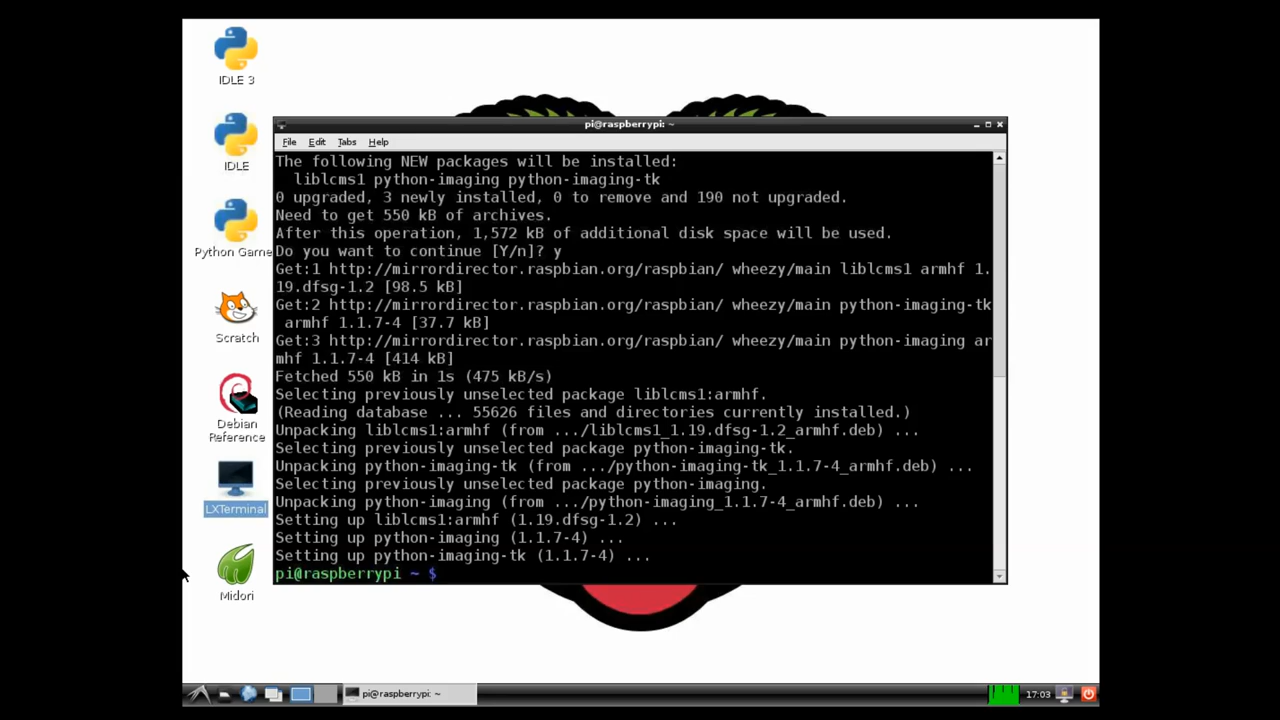 IDLE 3
IDLE
Python Game
Scratch
Debian
Reference
LXTerminal
Midori
pi@raspberrypi: ~
File Edit Tabs Help
The following NEW packages will be installed:
  liblcms1 python-imaging python-imaging-tk
0 upgraded, 3 newly installed, 0 to remove and 190 not upgraded.
Need to get 550 kB of archives.
After this operation, 1,572 kB of additional disk space will be used.
Do you want to continue [Y/n]? y
Get:1 http://mirrordirector.raspbian.org/raspbian/ wheezy/main liblcms1 armhf 1.
19.dfsg-1.2 [98.5 kB]
Get:2 http://mirrordirector.raspbian.org/raspbian/ wheezy/main python-imaging-tk
 armhf 1.1.7-4 [37.7 kB]
Get:3 http://mirrordirector.raspbian.org/raspbian/ wheezy/main python-imaging ar
mhf 1.1.7-4 [414 kB]
Fetched 550 kB in 1s (475 kB/s)
Selecting previously unselected package liblcms1:armhf.
(Reading database ... 55626 files and directories currently installed.)
Unpacking liblcms1:armhf (from .../liblcms1_1.19.dfsg-1.2_armhf.deb) ...
Selecting previously unselected package python-imaging-tk.
Unpacking python-imaging-tk (from .../python-imaging-tk_1.1.7-4_armhf.deb) ...
Selecting previously unselected package python-imaging.
Unpacking python-imaging (from .../python-imaging_1.1.7-4_armhf.deb) ...
Setting up liblcms1:armhf (1.19.dfsg-1.2) ...
Setting up python-imaging (1.1.7-4) ...
Setting up python-imaging-tk (1.1.7-4) ...
pi@raspberrypi ~ $
pi@raspberrypi: ~
17:03